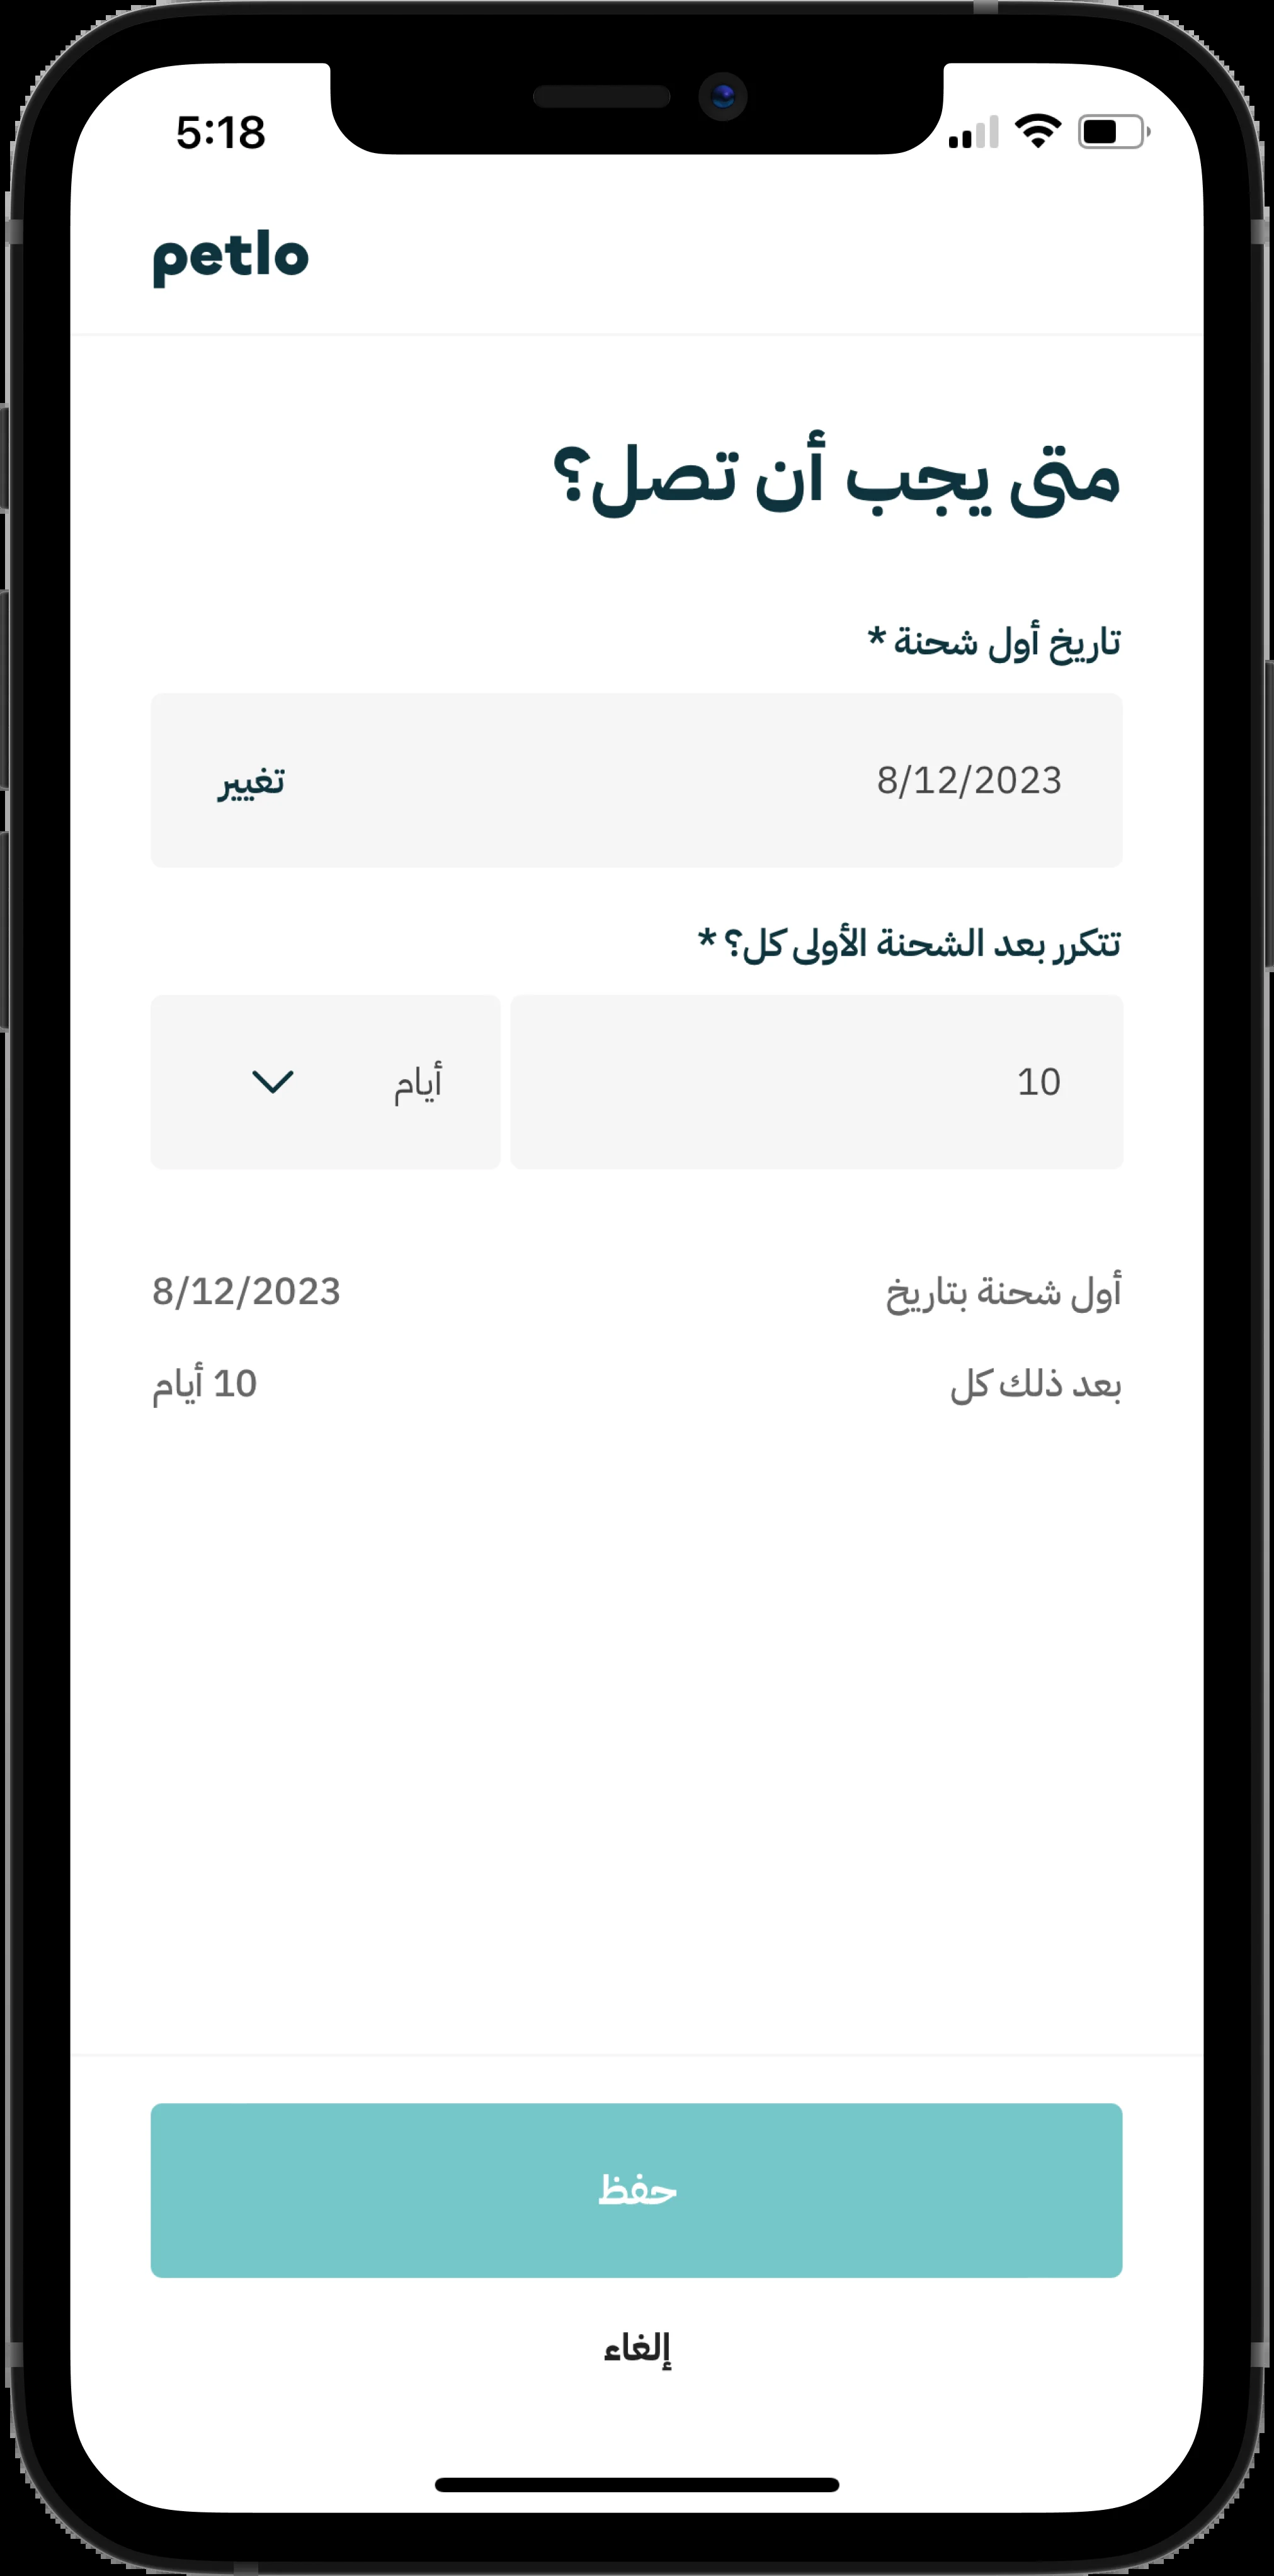 5:18
petlo
متى يجب أن تصل؟
تاريخ أول شحنة *
8/12/2023 تغيير
تتكرر بعد الشحنة الأولى كل؟ *
10 أيام
أول شحنة بتاريخ 8/12/2023
بعد ذلك كل 10 أيام
حفظ
إلغاء